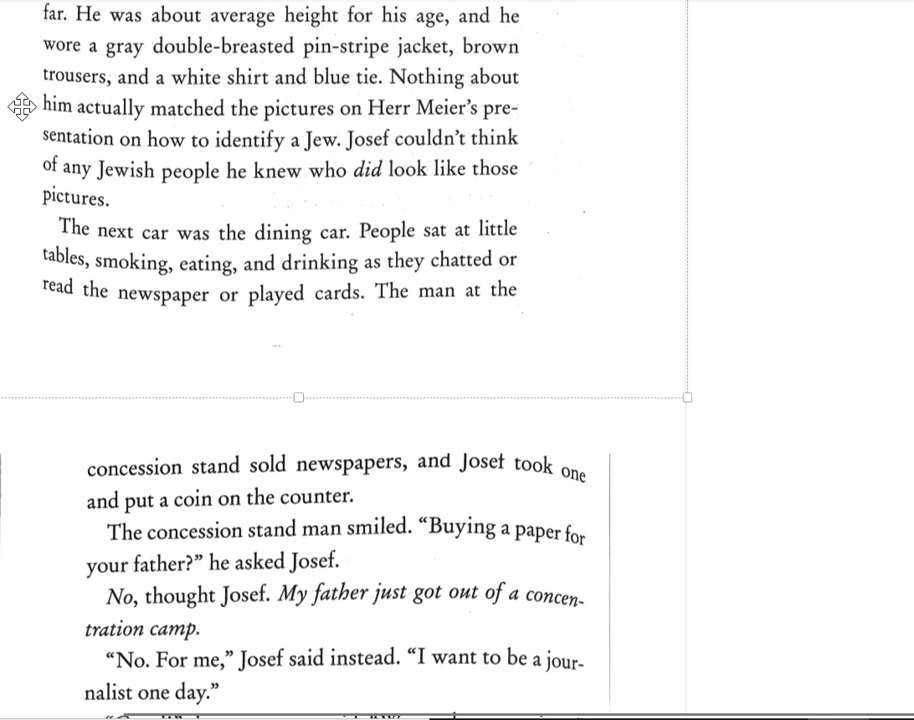 far. He was about average height for his age, and he
wore a gray double-breasted pin-stripe jacket, brown
trousers, and a white shirt and blue tie. Nothing about
him actually matched the pictures on Herr Meier’s pre-
sentation on how to identify a Jew. Josef couldn’t think
of any Jewish people he knew who did look like those
pictures.
The next car was the dining car. People sat at little
tables, smoking, eating, and drinking as they chatted or
read the newspaper or played cards. The man at the
concession stand sold newspapers, and Josef took one
and put a coin on the counter.
The concession stand man smiled. “Buying a paper for
your father?” he asked Josef.
No, thought Josef. My father just got out of a concen-
tration camp.
“No. For me,” Josef said instead. “I want to be a jour-
nalist one day.”